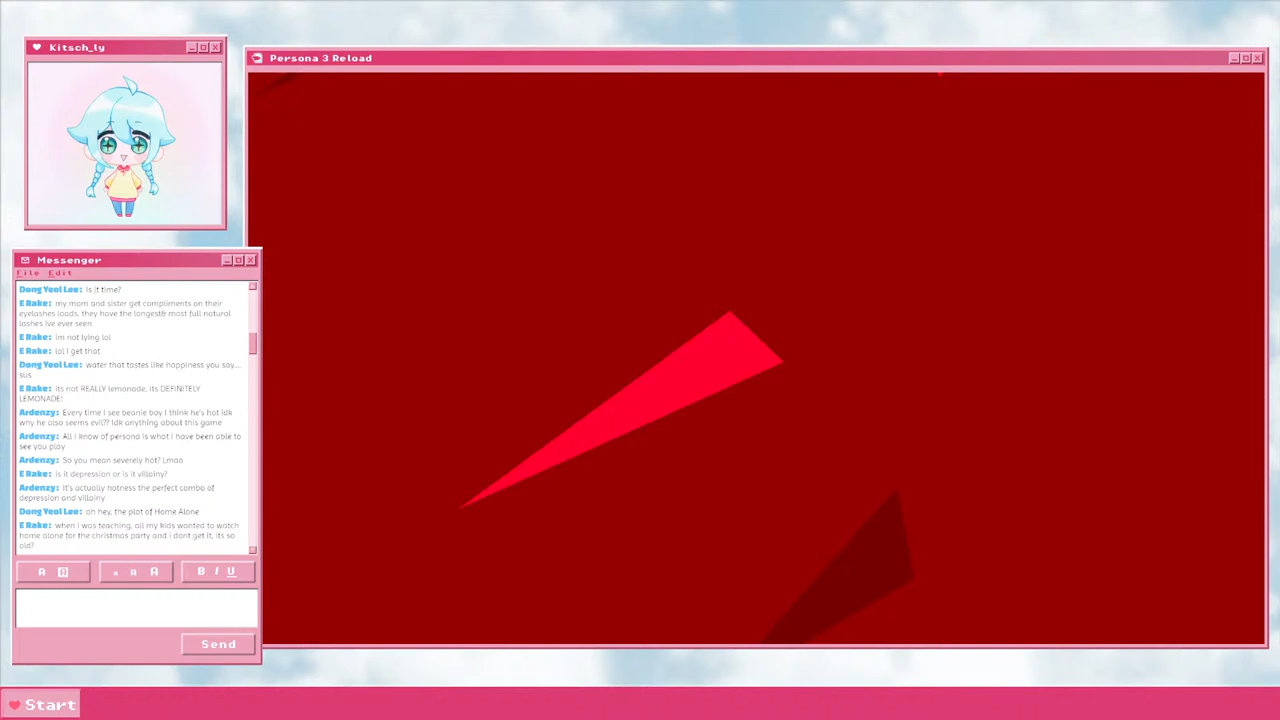 Kitsch_ly
Persona 3 Reload
Messenger
File Edit
Dong Yeol Lee: Is it time?
E Rake: my mom and sister get compliments on their
eyelashes loads, they have the longest& most full natural
lashes ive ever seen
E Rake: im not lying lol
E Rake: lol I get that
Dong Yeol Lee: water that tastes like happiness you say...
sus
E Rake: its not REALLY lemonade, its DEFINITELY
LEMONADE!
Ardenzy: Every time I see beanie boy I think he's hot idk
why he also seems evil?? Idk anything about this game
Ardenzy: All I know of persona is what I have been able to
see you play
Ardenzy: So you mean severely hot? Lmao
E Rake: is it depression or is it villainy?
Ardenzy: It's actually hotness the perfect combo of
depression and villainy
Dong Yeol Lee: oh hey, the plot of Home Alone
E Rake: when I was teaching, all my kids wanted to watch
home alone for the christmas party and i dont get it, its so
old?
A A a A A B I U
Send
Start